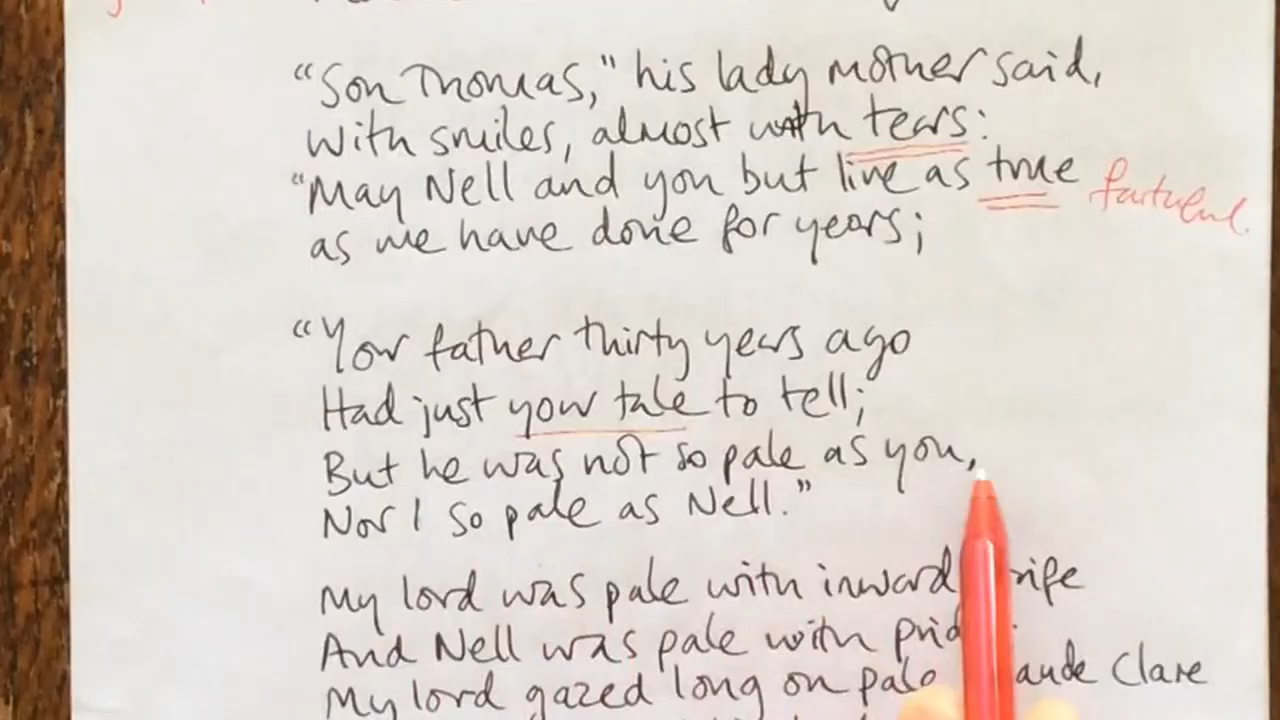 “Son Thomas,” his lady mother said,
With smiles, almost with tears:
“May Nell and you but live as true faithful.
as we have done for years;
“Your father thirty years ago
Had just your tale to tell;
But he was not so pale as you,
Nor I so pale as Nell.”
My lord was pale with inward
And Nell was pale with
My lord gazed long on pale Clare